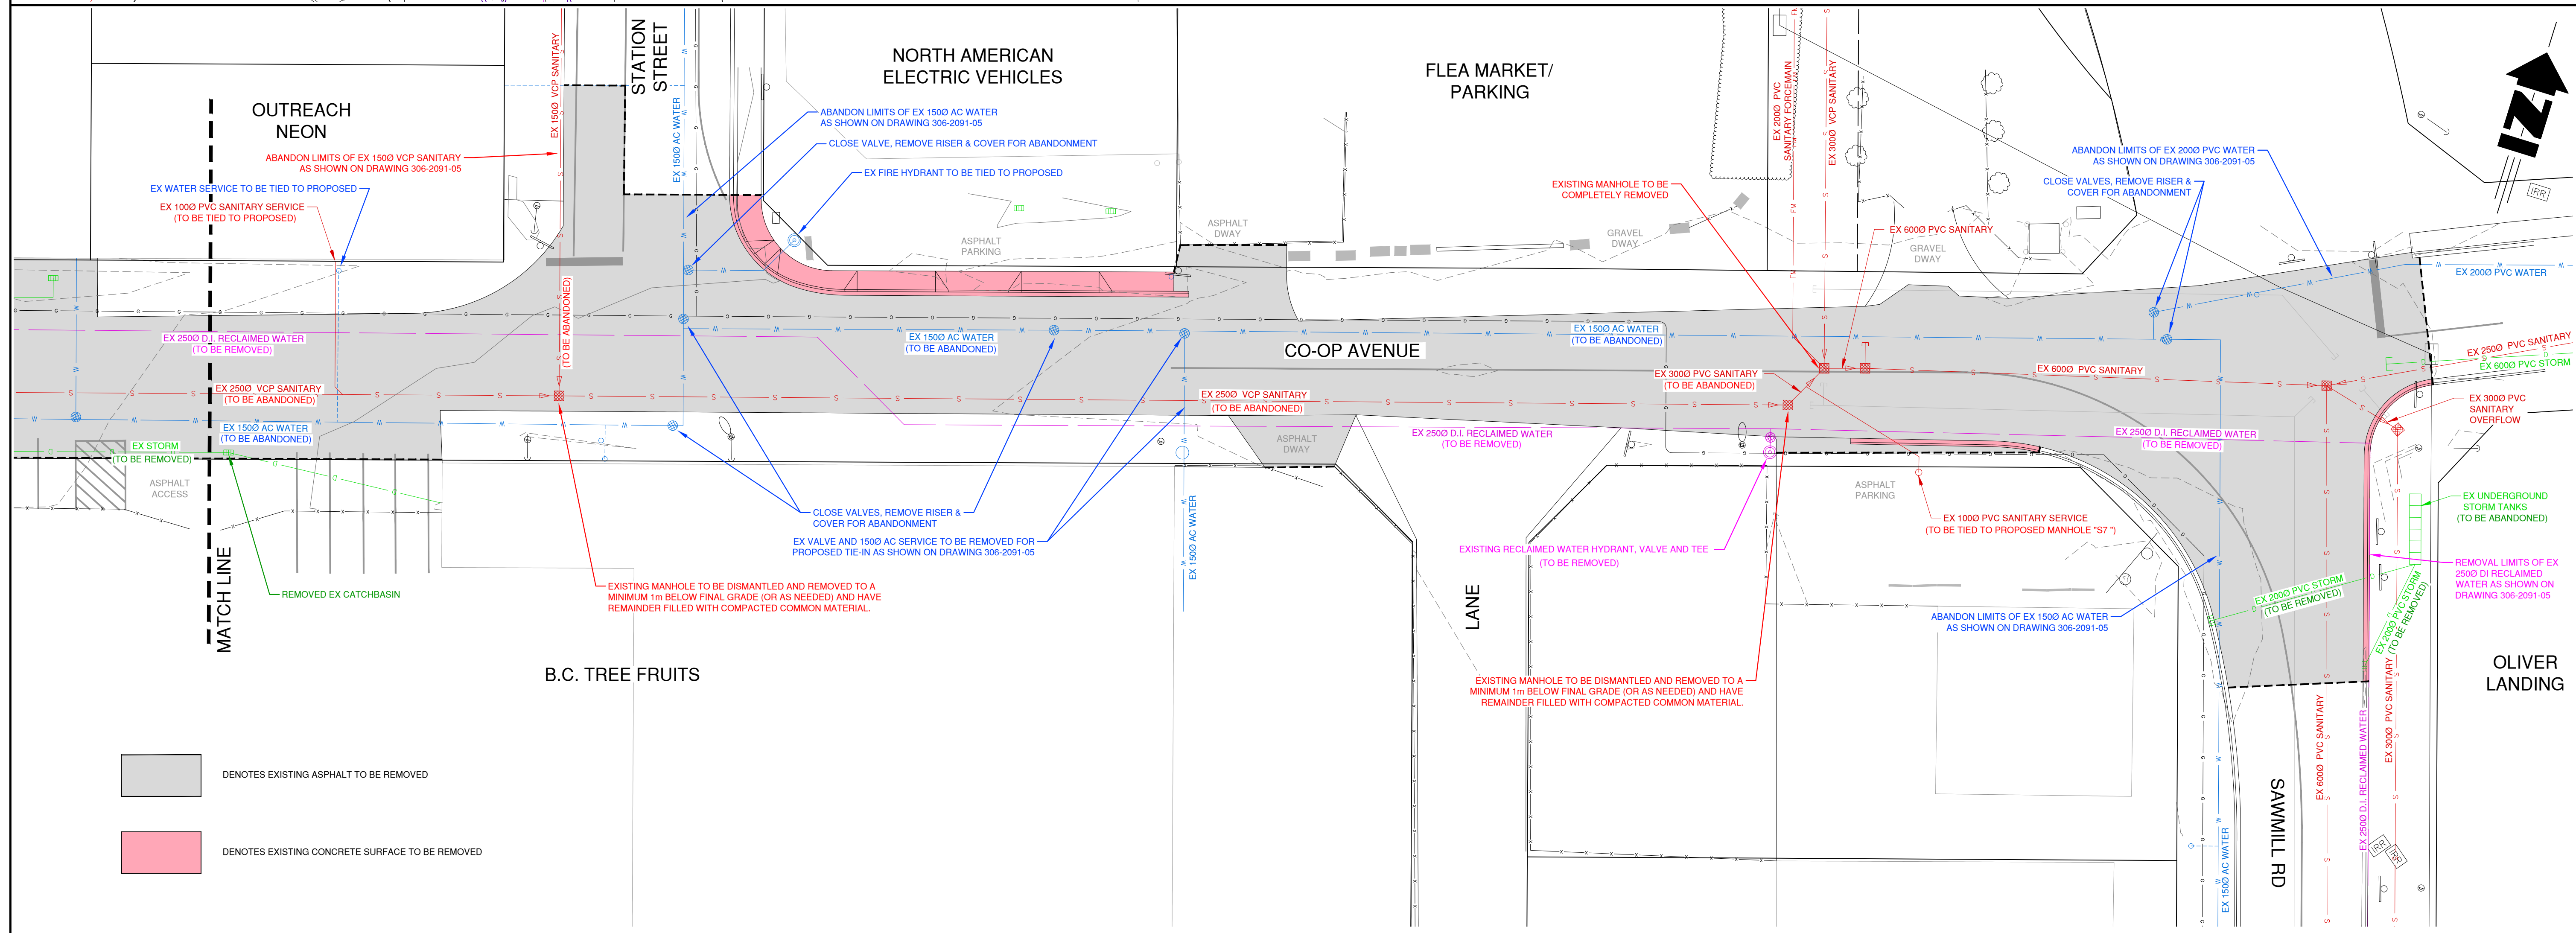 STATION
STREET
NORTH AMERICAN
ELECTRIC VEHICLES
FLEA MARKET/
PARKING
OUTREACH
NEON
EX 150Ø VCP SANITARY
EX 150Ø AC WATER
ABANDON LIMITS OF EX 150Ø AC WATER
AS SHOWN ON DRAWING 306-2091-05
CLOSE VALVE, REMOVE RISER & COVER FOR ABANDONMENT
EX FIRE HYDRANT TO BE TIED TO PROPOSED
ABANDON LIMITS OF EX 150Ø VCP SANITARY
AS SHOWN ON DRAWING 306-2091-05
EX WATER SERVICE TO BE TIED TO PROPOSED
EX 100Ø PVC SANITARY SERVICE
(TO BE TIED TO PROPOSED)
EX 200Ø PVC
SANITARY FORCEMAIN
EX 300Ø VCP SANITARY
EXISTING MANHOLE TO BE
COMPLETELY REMOVED
ABANDON LIMITS OF EX 200Ø PVC WATER
AS SHOWN ON DRAWING 306-2091-05
CLOSE VALVES, REMOVE RISER &
COVER FOR ABANDONMENT
N
IRR
ASPHALT
DWAY
ASPHALT
PARKING
GRAVEL
DWAY
EX 600Ø PVC SANITARY
GRAVEL
DWAY
EX 200Ø PVC WATER
(TO BE ABANDONED)
EX 250Ø D.I. RECLAIMED WATER
(TO BE REMOVED)
EX 150Ø AC WATER
(TO BE ABANDONED)
CO-OP AVENUE
EX 150Ø AC WATER
(TO BE ABANDONED)
EX 250Ø PVC SANITARY
EX 600Ø PVC STORM
EX 300Ø PVC SANITARY
(TO BE ABANDONED)
EX 600Ø PVC SANITARY
EX 250Ø VCP SANITARY
(TO BE ABANDONED)
EX 250Ø VCP SANITARY
(TO BE ABANDONED)
EX 300Ø PVC
SANITARY
OVERFLOW
EX 150Ø AC WATER
(TO BE ABANDONED)
EX STORM
(TO BE REMOVED)
ASPHALT
ACCESS
ASPHALT
DWAY
EX 250Ø D.I. RECLAIMED WATER
(TO BE REMOVED)
EX 250Ø D.I. RECLAIMED WATER
(TO BE REMOVED)
ASPHALT
PARKING
EX UNDERGROUND
STORM TANKS
(TO BE ABANDONED)
CLOSE VALVES, REMOVE RISER &
COVER FOR ABANDONMENT
EX 100Ø PVC SANITARY SERVICE
(TO BE TIED TO PROPOSED MANHOLE "S7 ")
EX VALVE AND 150Ø AC SERVICE TO BE REMOVED FOR
PROPOSED TIE-IN AS SHOWN ON DRAWING 306-2091-05
EX 150Ø AC WATER
EXISTING RECLAIMED WATER HYDRANT, VALVE AND TEE
(TO BE REMOVED)
MATCH LINE
REMOVED EX CATCHBASIN
EXISTING MANHOLE TO BE DISMANTLED AND REMOVED TO A
MINIMUM 1m BELOW FINAL GRADE (OR AS NEEDED) AND HAVE
REMAINDER FILLED WITH COMPACTED COMMON MATERIAL.
LANE
REMOVAL LIMITS OF EX
250Ø DI RECLAIMED
WATER AS SHOWN ON
DRAWING 306-2091-05
EX 200Ø PVC STORM
(TO BE REMOVED)
EX 200Ø PVC STORM
(TO BE REMOVED)
ABANDON LIMITS OF EX 150Ø AC WATER
AS SHOWN ON DRAWING 306-2091-05
B.C. TREE FRUITS
EXISTING MANHOLE TO BE DISMANTLED AND REMOVED TO A
MINIMUM 1m BELOW FINAL GRADE (OR AS NEEDED) AND HAVE
REMAINDER FILLED WITH COMPACTED COMMON MATERIAL.
OLIVER
LANDING
EX 600Ø PVC SANITARY
EX 250Ø D.I. RECLAIMED WATER
EX 300Ø PVC SANITARY
SAWMILL RD
EX 150Ø AC WATER
IRR
IRR
DENOTES EXISTING ASPHALT TO BE REMOVED
DENOTES EXISTING CONCRETE SURFACE TO BE REMOVED